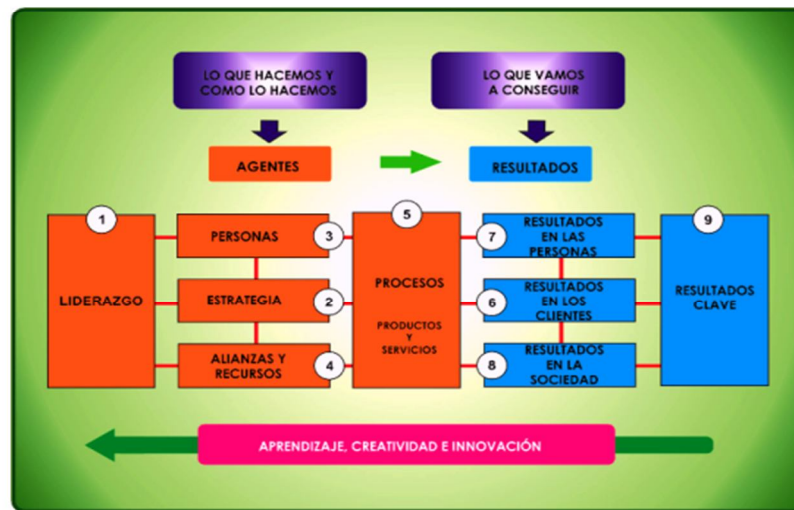 LO QUE HACEMOS Y
COMO LO HACEMOS
LO QUE VAMOS
A CONSEGUIR
AGENTES
RESULTADOS
1
LIDERAZGO
PERSONAS
3
ESTRATEGIA
2
ALIANZAS Y
RECURSOS
4
5
PROCESOS
PRODUCTOS
Y
SERVICIOS
7
RESULTADOS
EN LAS
PERSONAS
6
RESULTADOS
EN LOS
CLIENTES
8
RESULTADOS
EN LA
SOCIEDAD
9
RESULTADOS
CLAVE
APRENDIZAJE, CREATIVIDAD E INNOVACIÓN